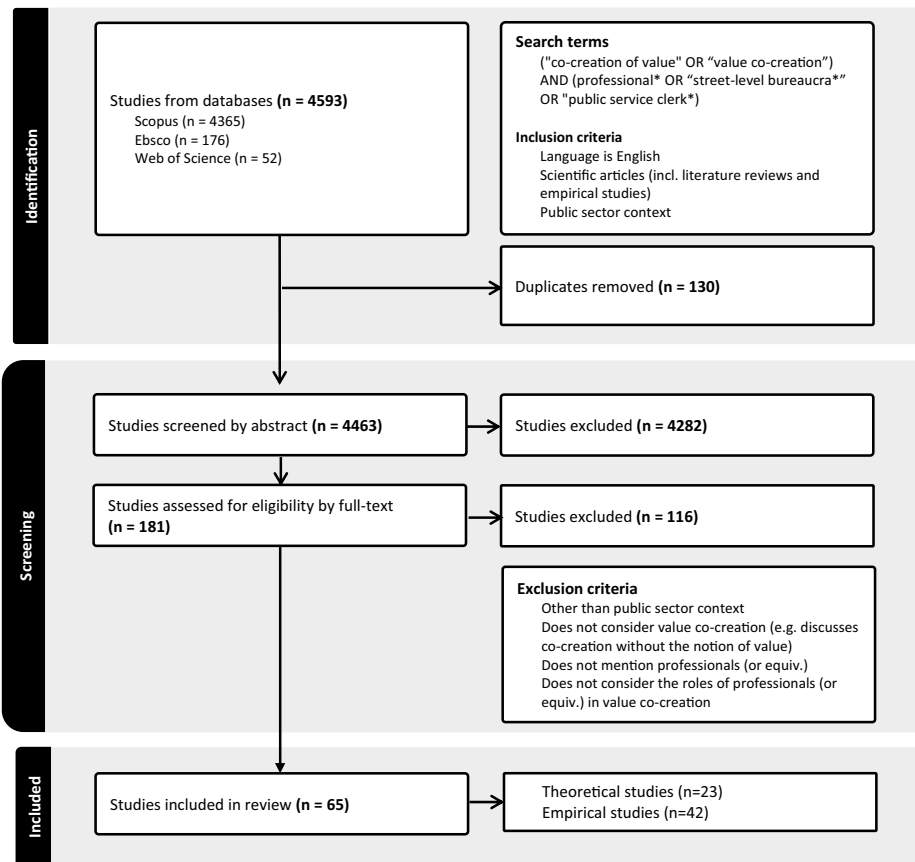 Identification
Studies from databases (n = 4593)
Scopus (n = 4365)
Ebsco (n = 176)
Web of Science (n = 52)
Search terms
("co-creation of value" OR “value co-creation”)
AND (professional* OR “street-level bureaucra*”
OR "public service clerk*)
Inclusion criteria
Language is English
Scientific articles (incl. literature reviews and
empirical studies)
Public sector context
Duplicates removed (n = 130)
Screening
Studies screened by abstract (n = 4463)
Studies excluded (n = 4282)
Studies assessed for eligibility by full-text
(n = 181)
Studies excluded (n = 116)
Exclusion criteria
Other than public sector context
Does not consider value co-creation (e.g. discusses
co-creation without the notion of value)
Does not mention professionals (or equiv.)
Does not consider the roles of professionals (or
equiv.) in value co-creation
Included
Studies included in review (n = 65)
Theoretical studies (n=23)
Empirical studies (n=42)